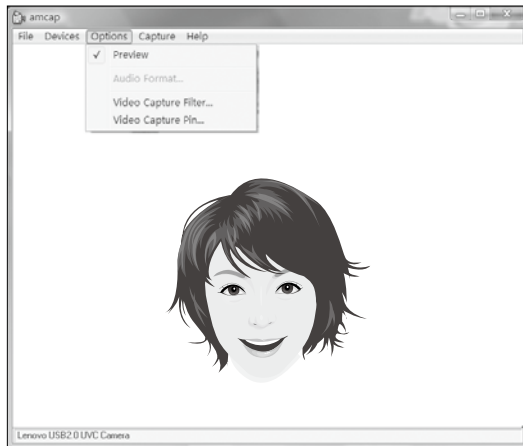 amcap
File Devices Options Capture Help
✓ Preview
Audio Format...
Video Capture Filter...
Video Capture Pin...
Lenovo USB2.0 UVC Camera